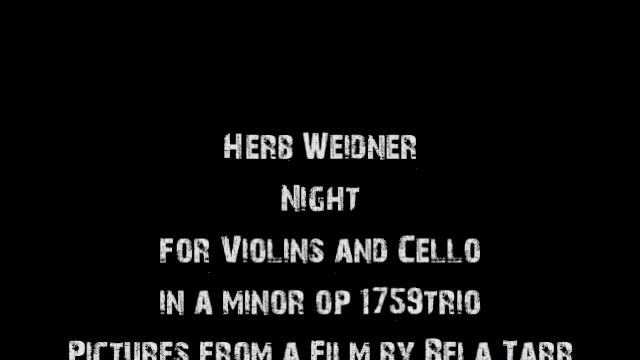 Herb Weidner
Night
for Violins and Cello
in a minor op 1759trio
Pictures from a Film by Bela Tarr